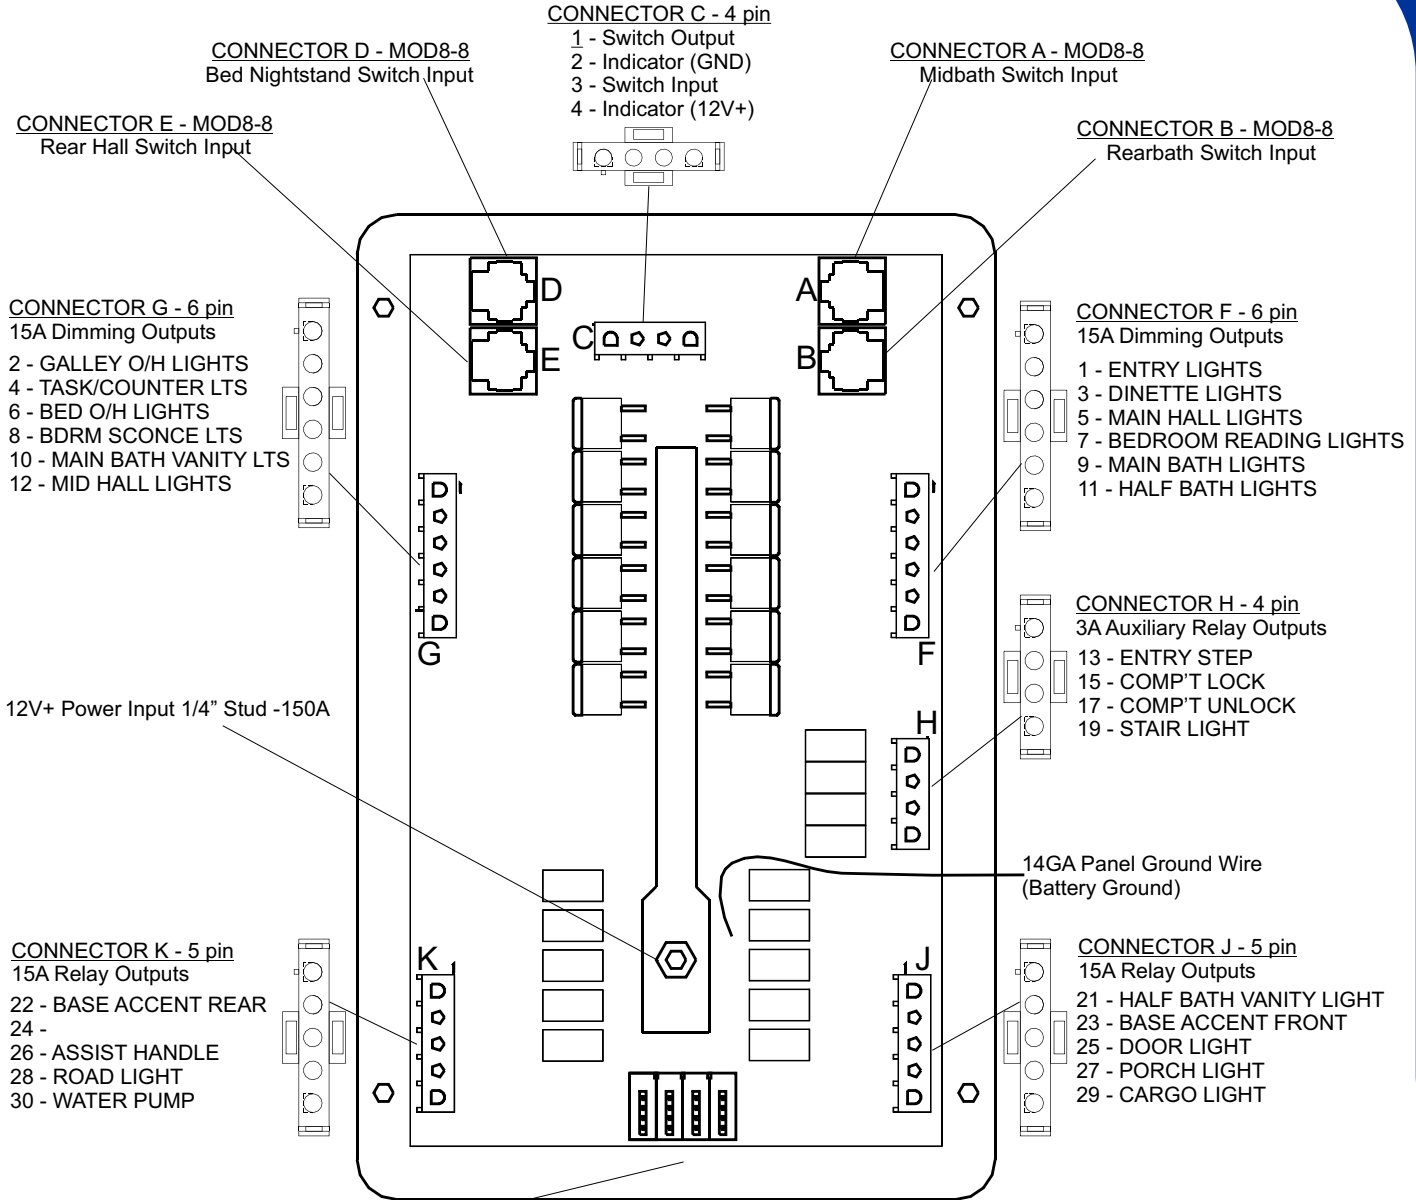 CONNECTOR C - 4 pin
1 - Switch Output
2 - Indicator (GND)
3 - Switch Input
4 - Indicator (12V+)
CONNECTOR D - MOD8-8
Bed Nightstand Switch Input
CONNECTOR A - MOD8-8
Midbath Switch Input
CONNECTOR E - MOD8-8
Rear Hall Switch Input
CONNECTOR B - MOD8-8
Rearbath Switch Input
D
A
C
E
B
CONNECTOR G - 6 pin
15A Dimming Outputs
2 - GALLEY O/H LIGHTS
4 - TASK/COUNTER LTS
6 - BED O/H LIGHTS
8 - BDRM SCONCE LTS
10 - MAIN BATH VANITY LTS
12 - MID HALL LIGHTS
CONNECTOR F - 6 pin
15A Dimming Outputs
1 - ENTRY LIGHTS
3 - DINETTE LIGHTS
5 - MAIN HALL LIGHTS
7 - BEDROOM READING LIGHTS
9 - MAIN BATH LIGHTS
11 - HALF BATH LIGHTS
G
F
CONNECTOR H - 4 pin
3A Auxiliary Relay Outputs
13 - ENTRY STEP
15 - COMP’T LOCK
17 - COMP’T UNLOCK
19 - STAIR LIGHT
12V+ Power Input 1/4” Stud -150A
H
14GA Panel Ground Wire
(Battery Ground)
CONNECTOR K - 5 pin
15A Relay Outputs
22 - BASE ACCENT REAR
24 -
26 - ASSIST HANDLE
28 - ROAD LIGHT
30 - WATER PUMP
K
J
CONNECTOR J - 5 pin
15A Relay Outputs
21 - HALF BATH VANITY LIGHT
23 - BASE ACCENT FRONT
25 - DOOR LIGHT
27 - PORCH LIGHT
29 - CARGO LIGHT